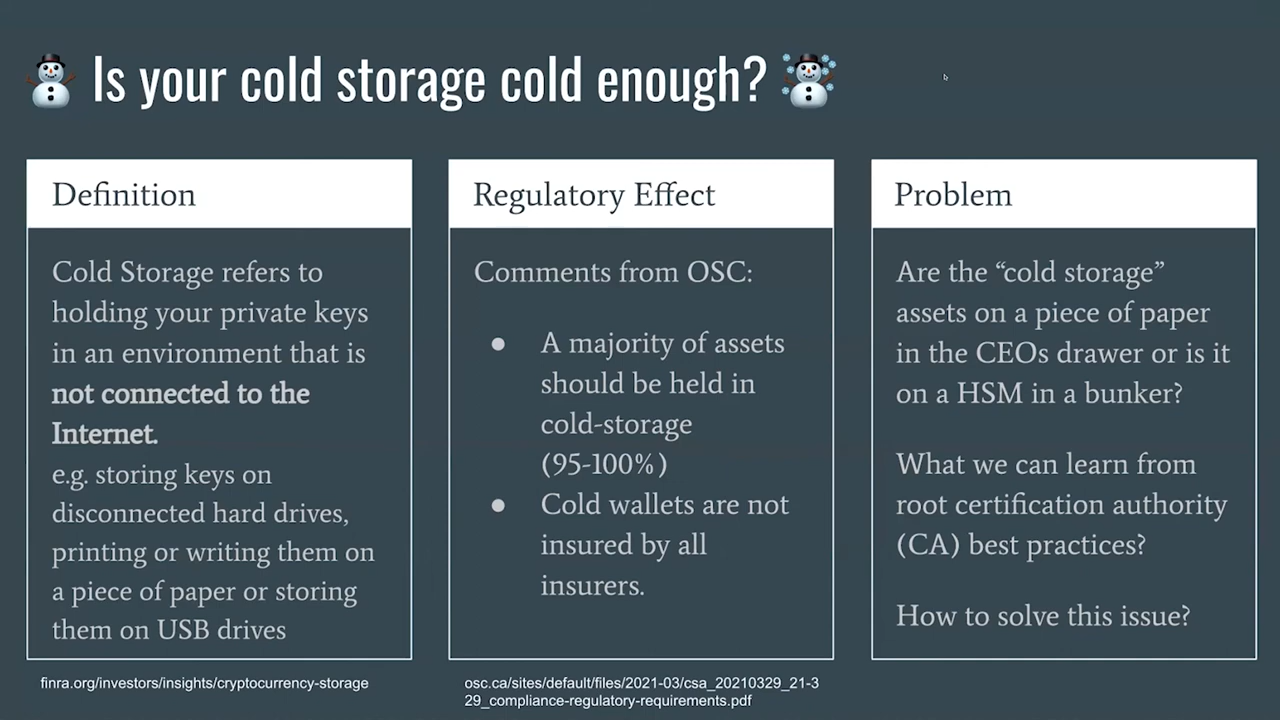 Is your cold storage cold enough?
Definition
Cold Storage refers to
holding your private keys
in an environment that is
not connected to the
Internet.
e.g. storing keys on
disconnected hard drives,
printing or writing them on
a piece of paper or storing
them on USB drives
finra.org/investors/insights/cryptocurrency-storage
Regulatory Effect
Comments from OSC:
● A majority of assets
should be held in
cold-storage
(95-100%)
● Cold wallets are not
insured by all
insurers.
osc.ca/sites/default/files/2021-03/csa_20210329_21-3
29_compliance-regulatory-requirements.pdf
Problem
Are the “cold storage”
assets on a piece of paper
in the CEOs drawer or is it
on a HSM in a bunker?
What we can learn from
root certification authority
(CA) best practices?
How to solve this issue?